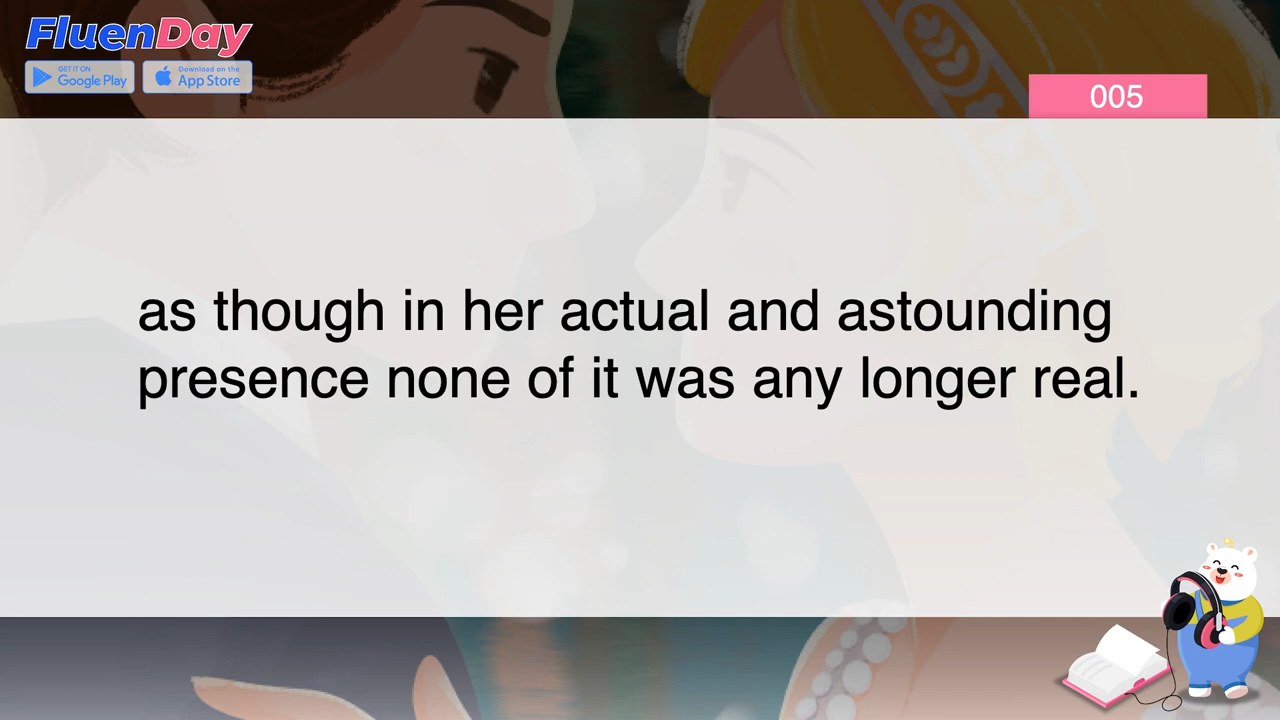 FluenDay
GET IT ON
Google Play
Download on the
App Store
005
as though in her actual and astounding
presence none of it was any longer real.